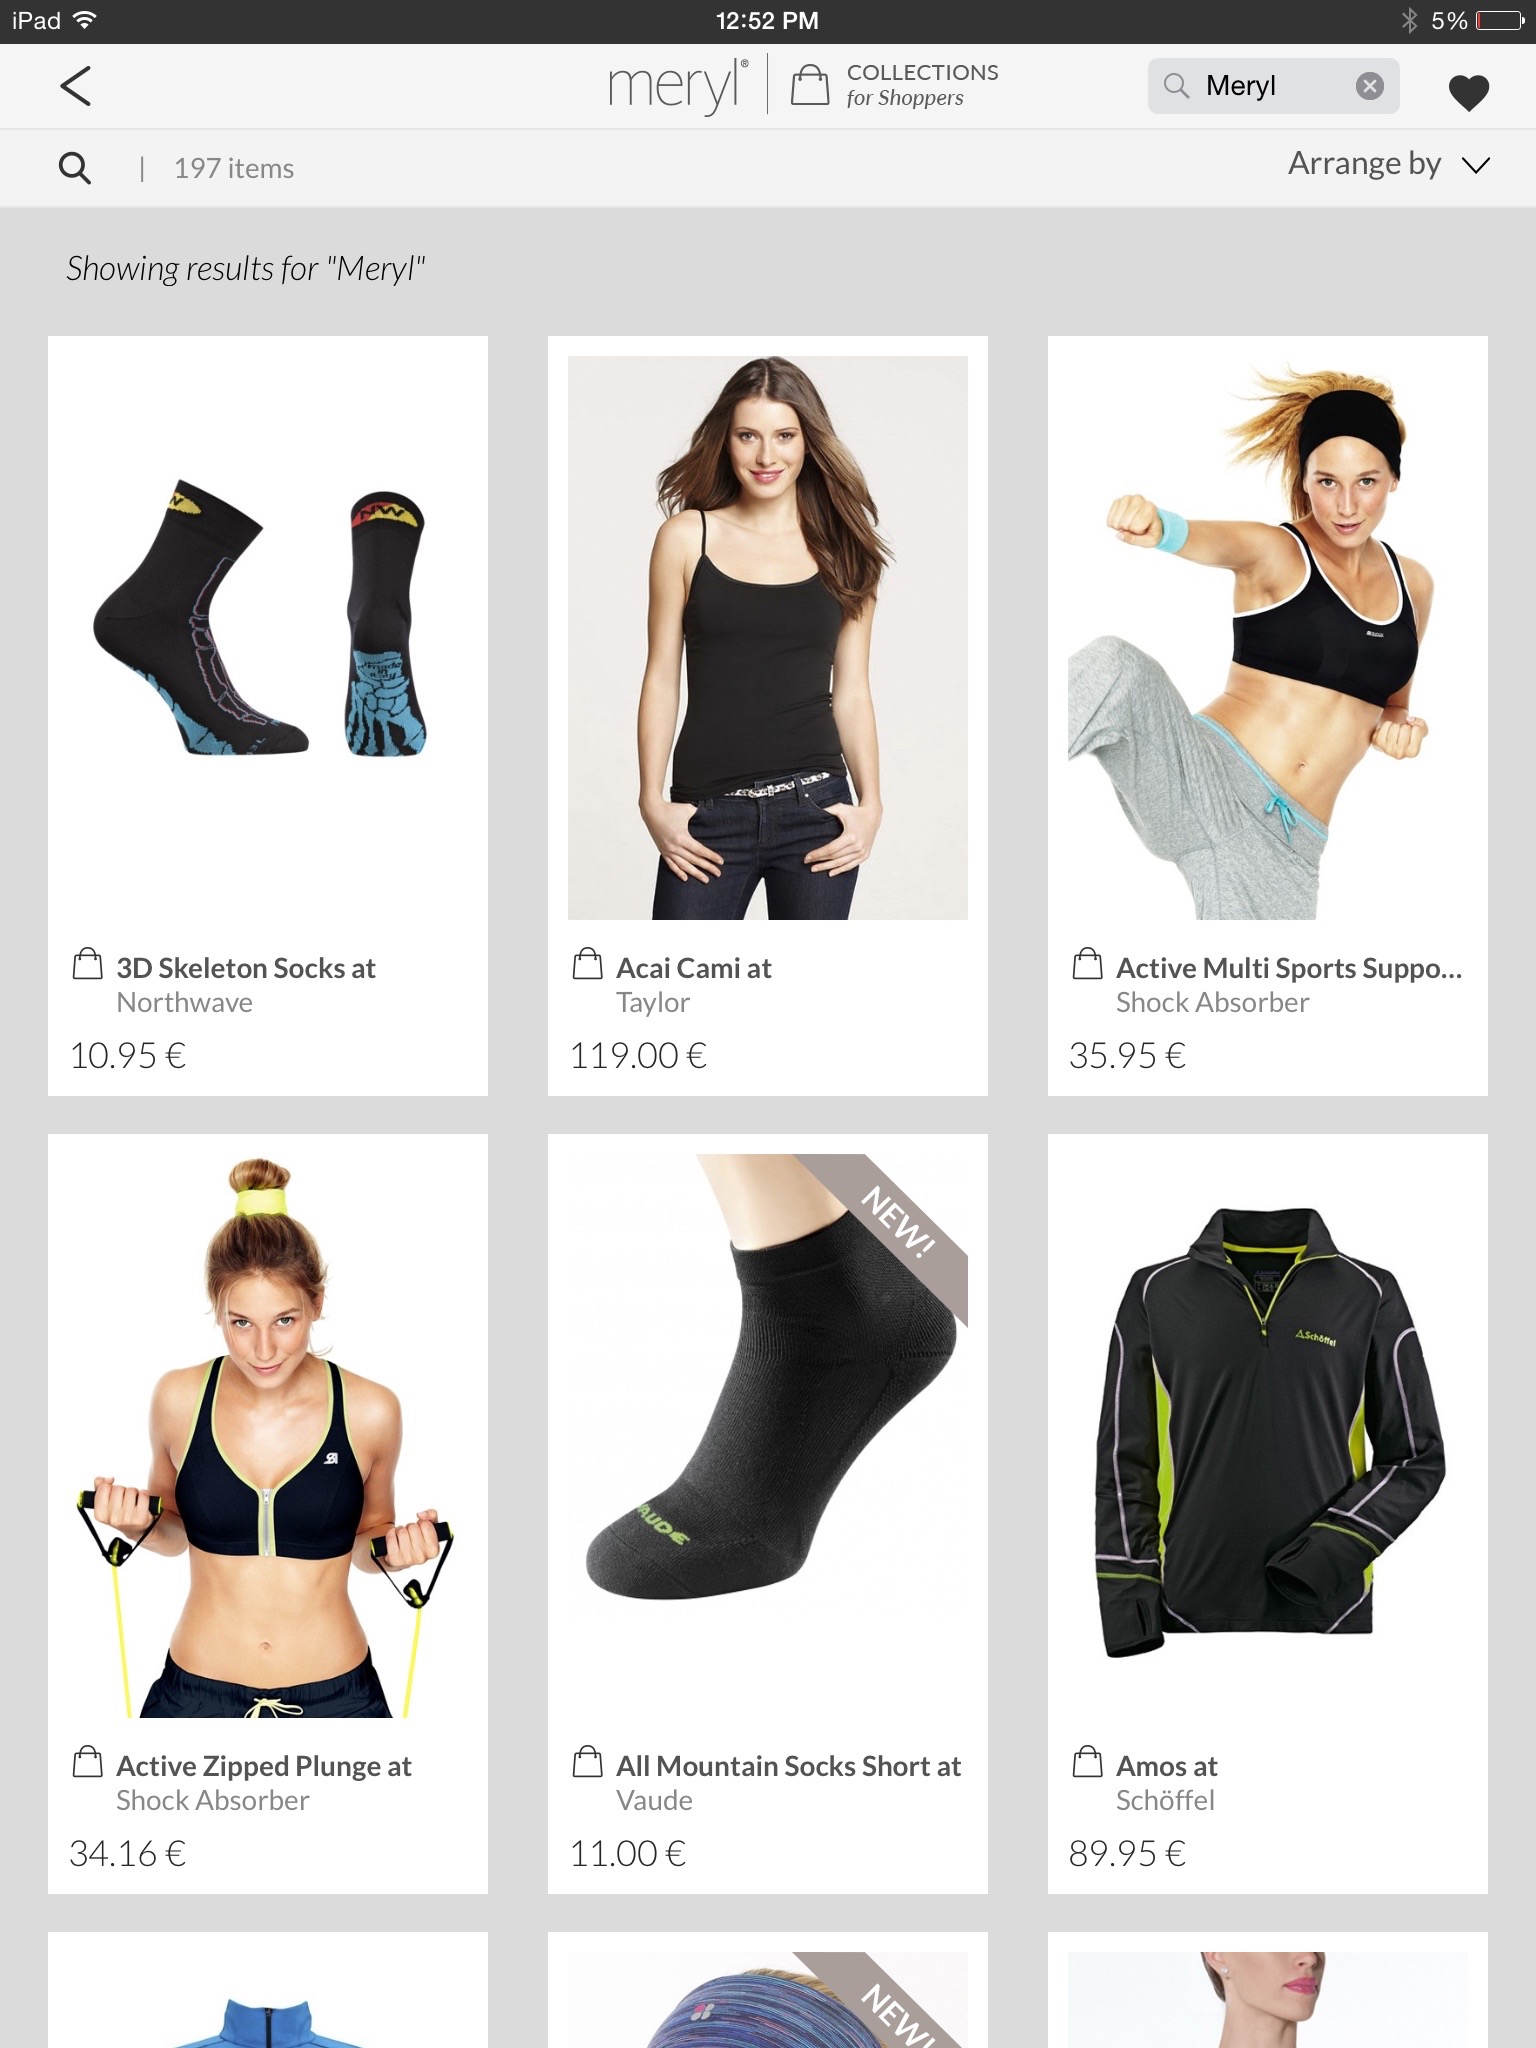 iPad
12:52 PM
5%
meryl®
COLLECTIONS
for Shoppers
Meryl
197 items
Arrange by
Showing results for "Meryl"
NW
3D Skeleton Socks at
Northwave
10.95 €
Acai Cami at
Taylor
119.00 €
Active Multi Sports Suppo...
Shock Absorber
35.95 €
Active Zipped Plunge at
Shock Absorber
34.16 €
NEW!
VAUDE
All Mountain Socks Short at
Vaude
11.00 €
Schöffel
Amos at
Schöffel
89.95 €
NEW!